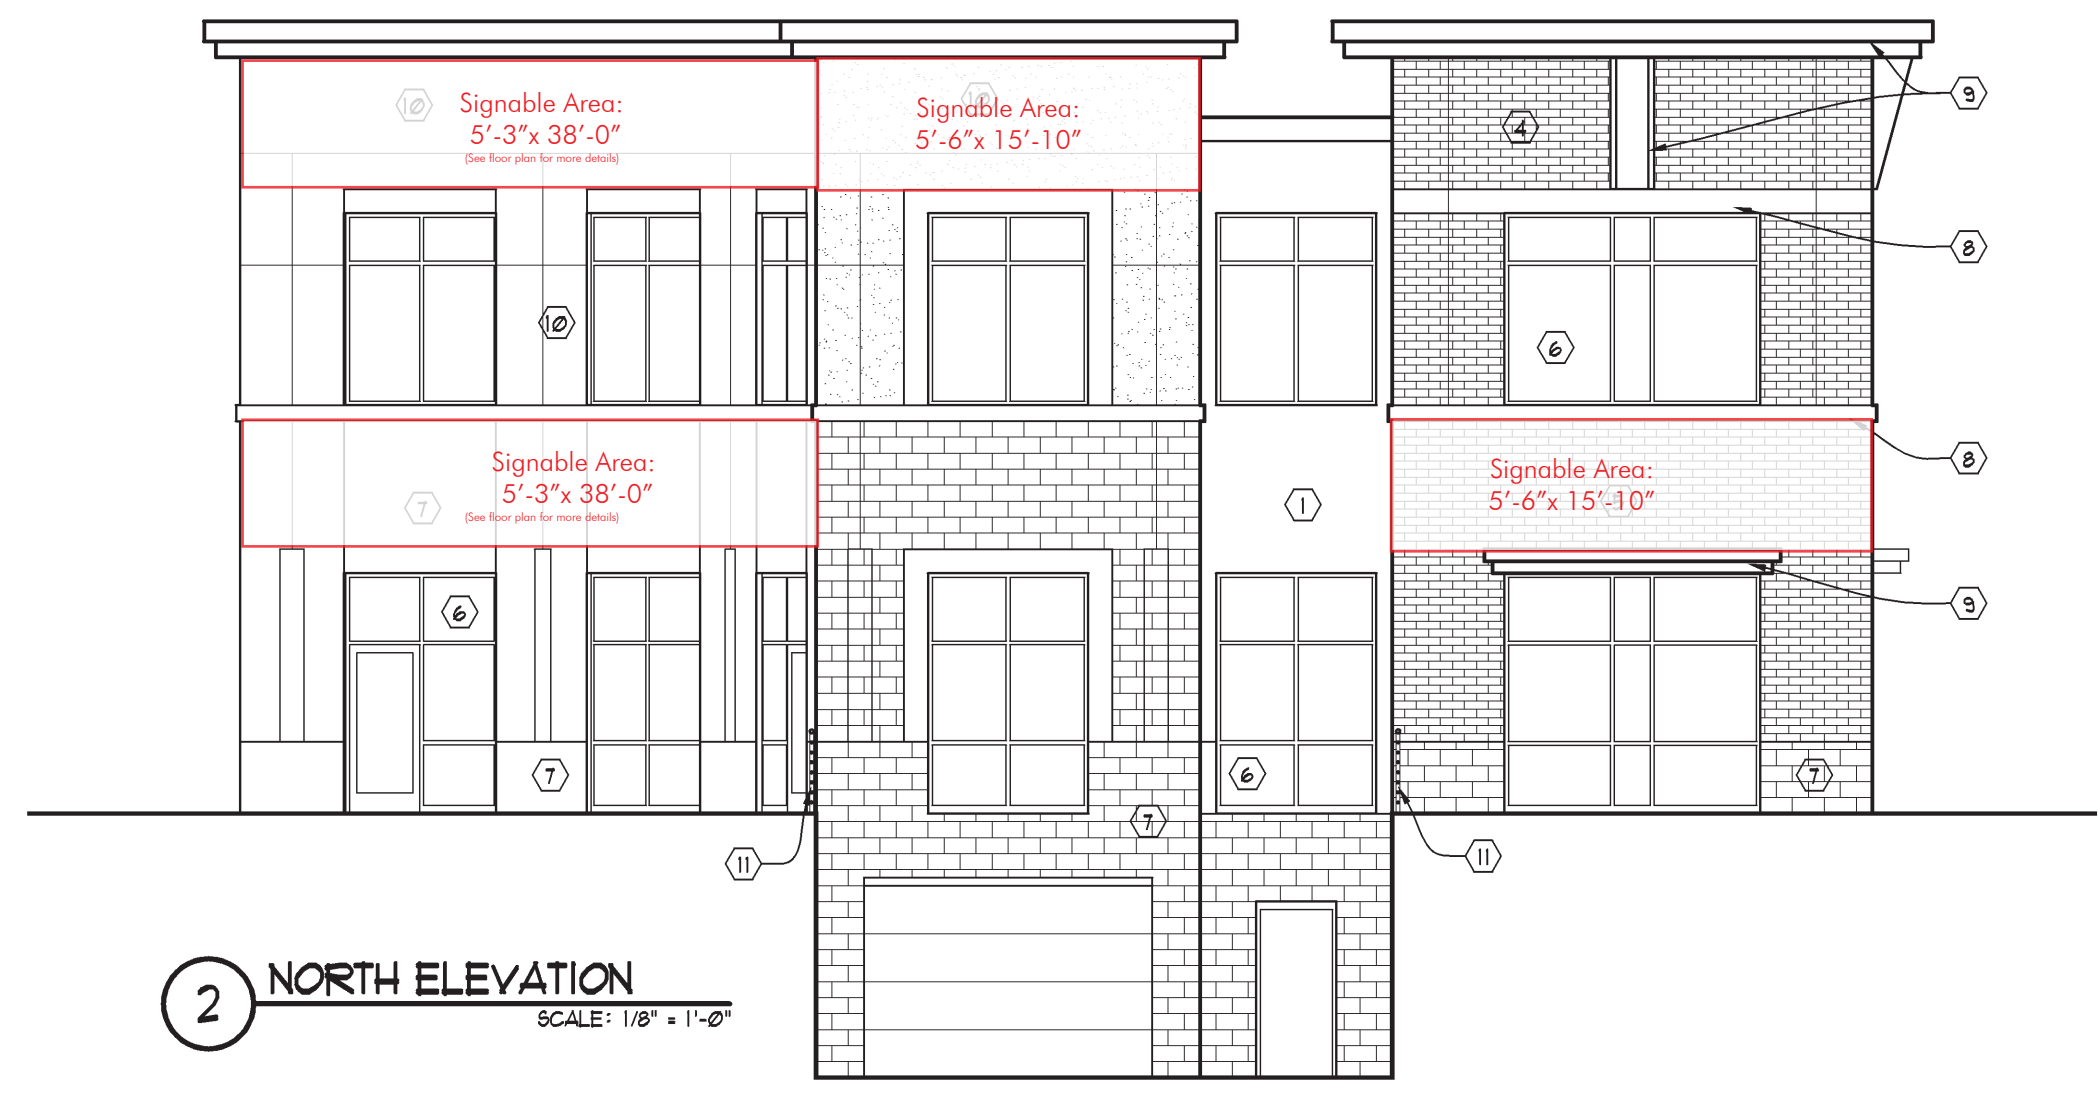 10
Signable Area:
5'-3"x 38'-0"
(See floor plan for more details)
10
Signable Area:
5'-6"x 15'-10"
4
9
8
10
6
Signable Area:
5'-3"x 38'-0"
(See floor plan for more details)
7
1
Signable Area:
5'-6"x 15'-10"
8
6
9
7
6
7
7
11
11
2
NORTH ELEVATION
SCALE: 1/8" = 1'-0"